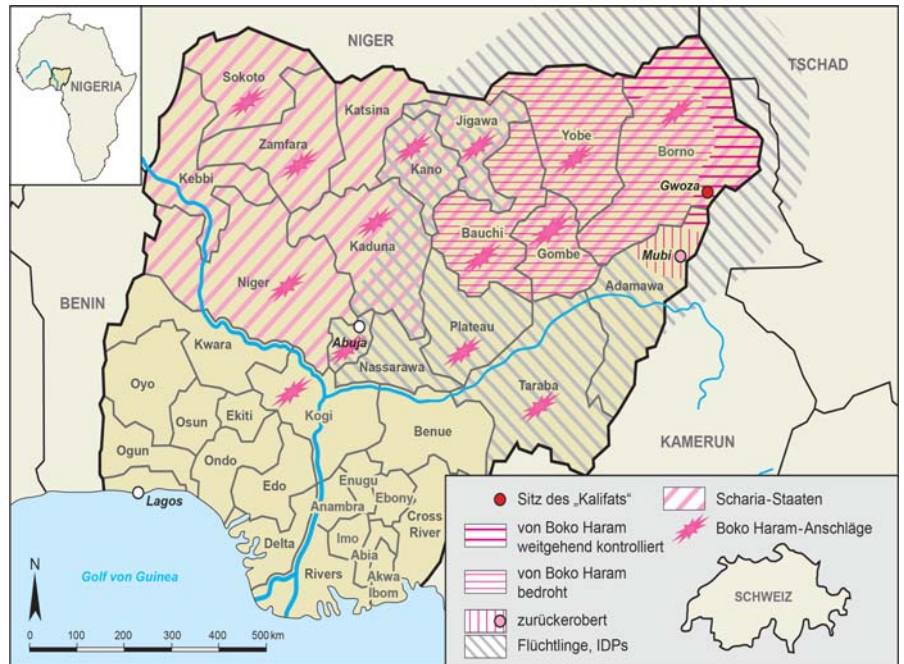 NIGERIA
NIGER
TSCHAD
Sokoto
Katsina
Jigawa
Yobe
Zamfara
Kano
Borno
Kebbi
Gwoza
Kaduna
Bauchi
Gombe
Mubi
Niger
Adamawa
BENIN
Abuja
Plateau
Kwara
Nassarawa
Oyo
Taraba
Osun
Ekiti
Kogi
Benue
KAMERUN
Ogun
Ondo
Edo
Enugu
Ebony
Lagos
Anambra
Cross
River
Delta
Imo
Abia
Rivers
Akwa
Ibom
Golf von Guinea
N
0 100 200 300 400 500 km
Sitz des „Kalifats“
von Boko Haram
weitgehend kontrolliert
von Boko Haram
bedroht
zurückerobert
Flüchtlinge, IDPs
Scharia-Staaten
Boko Haram-Anschläge
SCHWEIZ